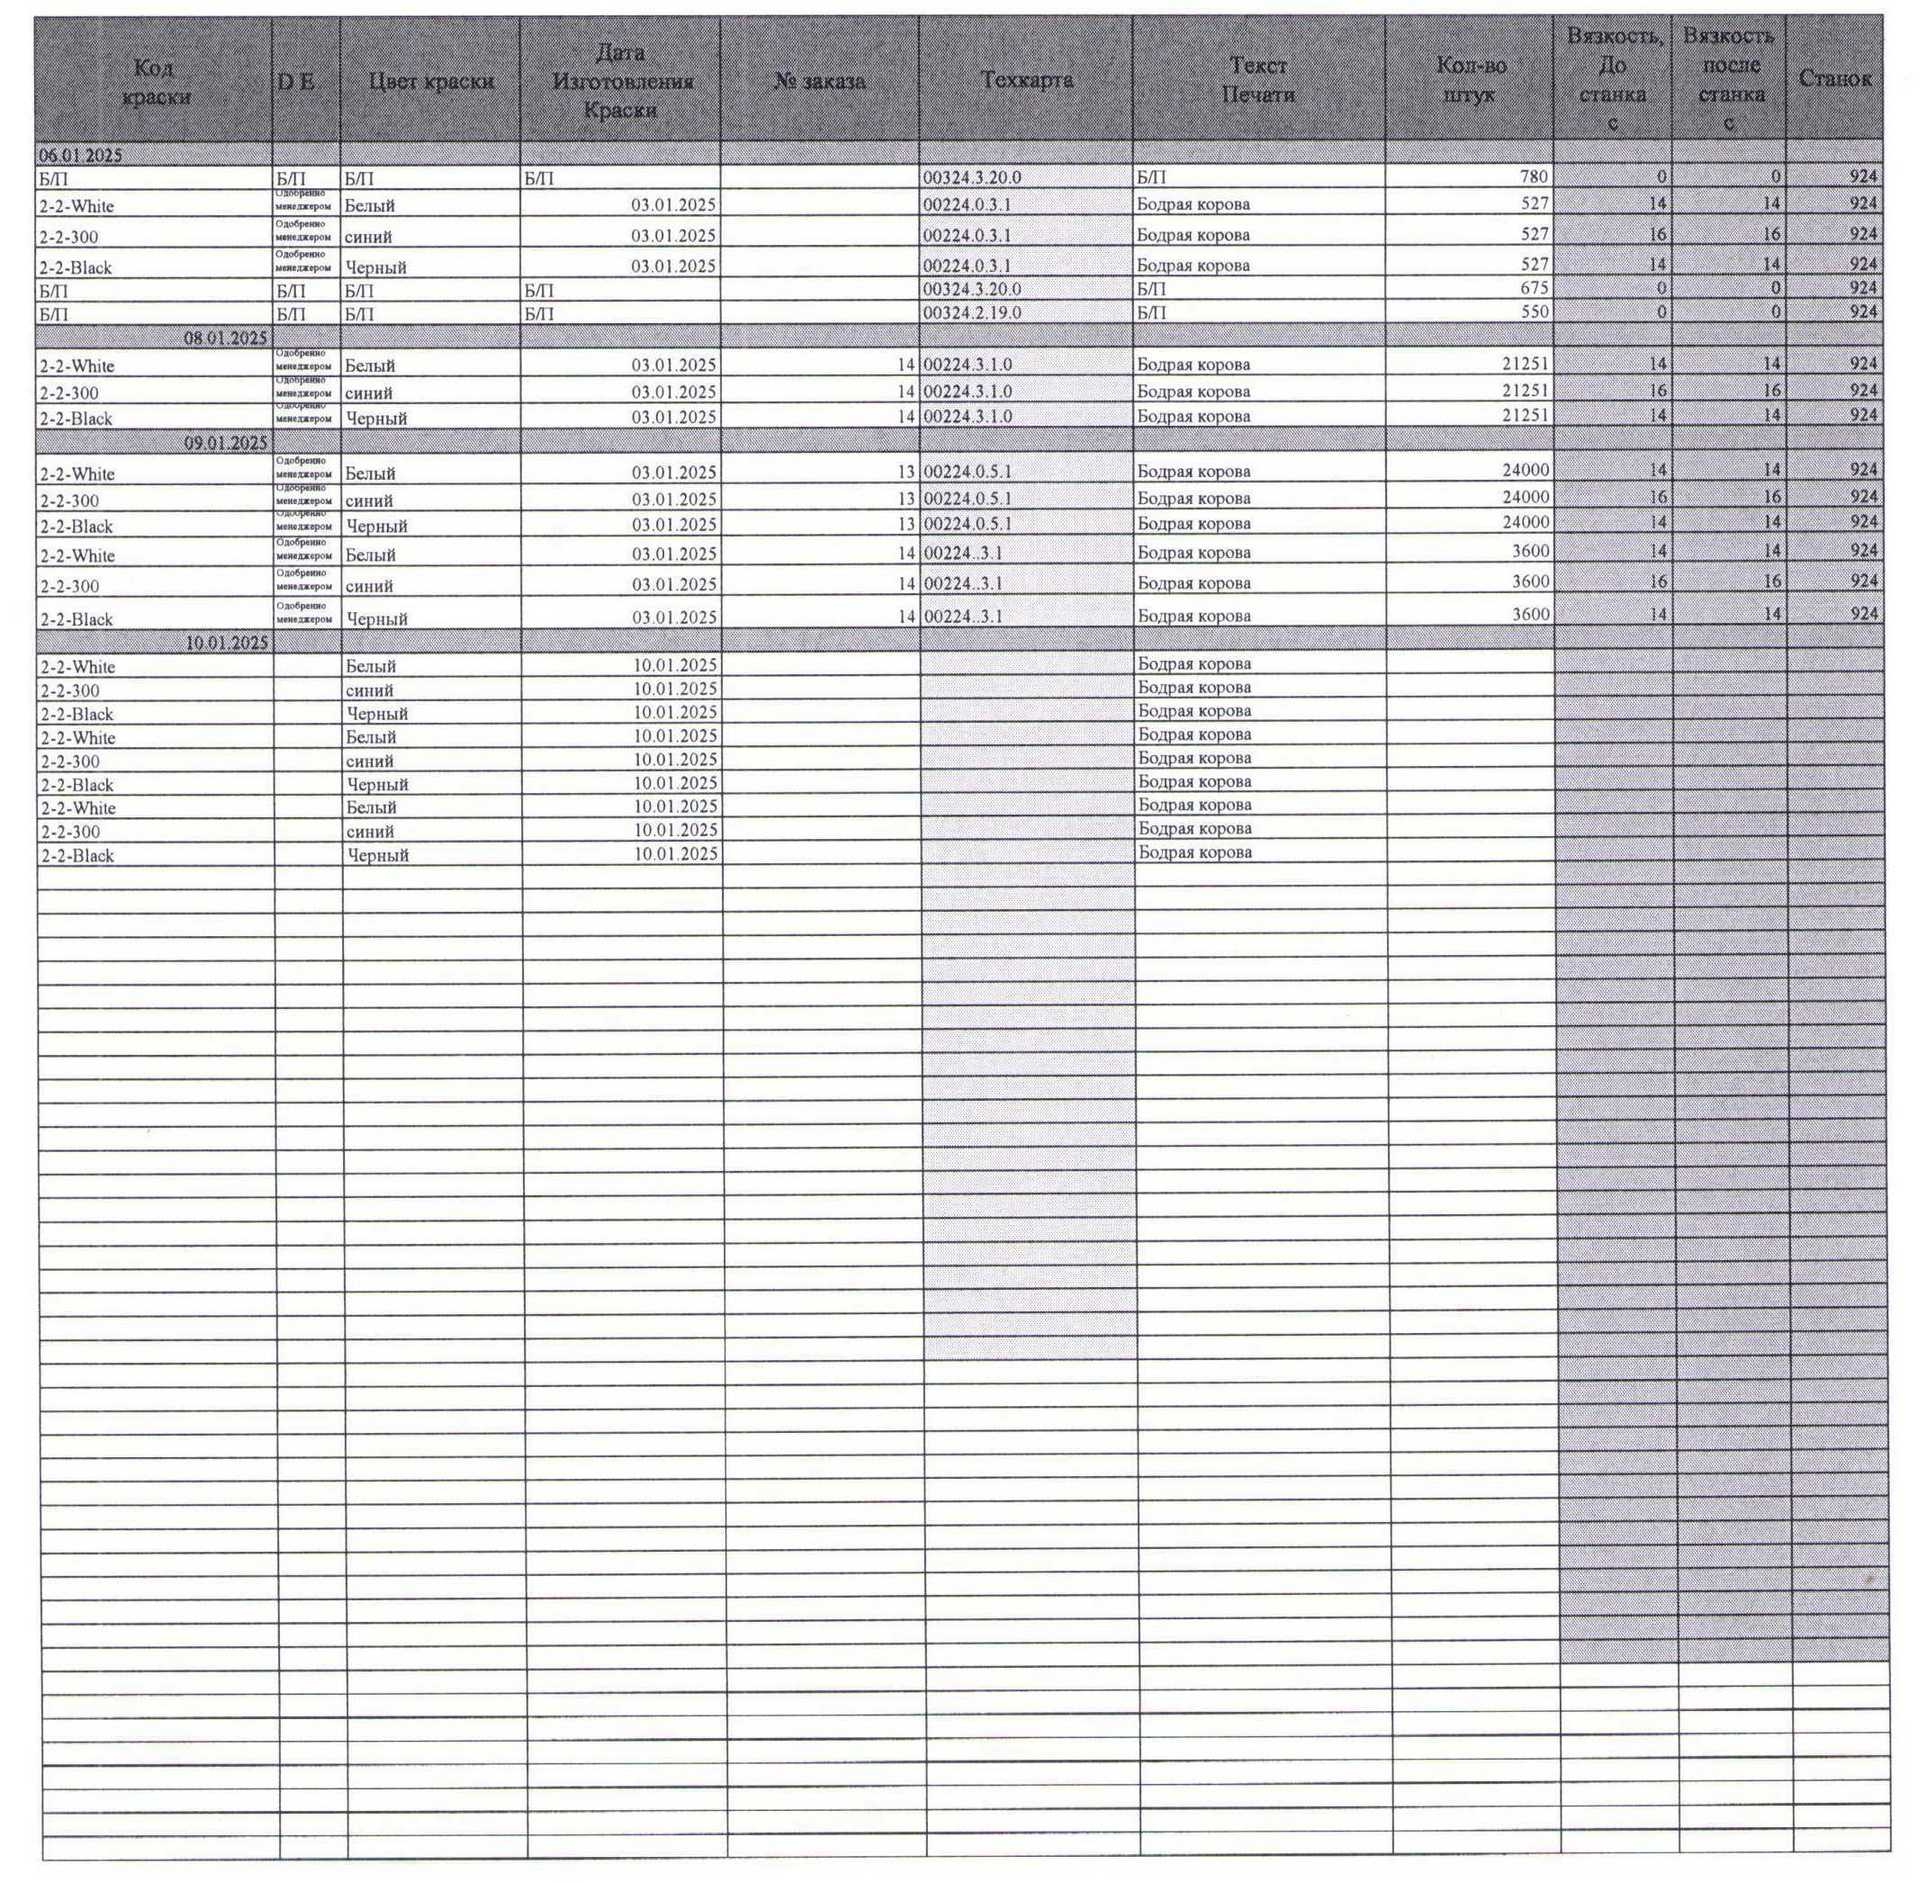 Код краски D E Цвет краски Дата Изготовления Краски № заказа Техкарта Текст Печати Кол-во штук Вязкость, До станка с Вязкость после станка с Станок
06.01.2025
Б/П Б/П Б/П Б/П 00324.3.20.0 Б/П 780 0 0 924
2-2-White Одобренно менеджером Белый 03.01.2025 00224.0.3.1 Бодрая корова 527 14 14 924
2-2-300 Одобренно менеджером синий 03.01.2025 00224.0.3.1 Бодрая корова 527 16 16 924
2-2-Black Одобренно менеджером Черный 03.01.2025 00224.0.3.1 Бодрая корова 527 14 14 924
Б/П Б/П Б/П Б/П 00324.3.20.0 Б/П 675 0 0 924
Б/П Б/П Б/П Б/П 00324.2.19.0 Б/П 550 0 0 924
08.01.2025
2-2-White Одобренно менеджером Белый 03.01.2025 14 00224.3.1.0 Бодрая корова 21251 14 14 924
2-2-300 Одобренно менеджером синий 03.01.2025 14 00224.3.1.0 Бодрая корова 21251 16 16 924
2-2-Black Одобренно менеджером Черный 03.01.2025 14 00224.3.1.0 Бодрая корова 21251 14 14 924
09.01.2025
2-2-White Одобренно менеджером Белый 03.01.2025 13 00224.0.5.1 Бодрая корова 24000 14 14 924
2-2-300 Одобренно менеджером синий 03.01.2025 13 00224.0.5.1 Бодрая корова 24000 16 16 924
2-2-Black Одобренно менеджером Черный 03.01.2025 13 00224.0.5.1 Бодрая корова 24000 14 14 924
2-2-White Одобренно менеджером Белый 03.01.2025 14 00224..3.1 Бодрая корова 3600 14 14 924
2-2-300 Одобренно менеджером синий 03.01.2025 14 00224..3.1 Бодрая корова 3600 16 16 924
2-2-Black Одобренно менеджером Черный 03.01.2025 14 00224..3.1 Бодрая корова 3600 14 14 924
10.01.2025
2-2-White Белый 10.01.2025 Бодрая корова
2-2-300 синий 10.01.2025 Бодрая корова
2-2-Black Черный 10.01.2025 Бодрая корова
2-2-White Белый 10.01.2025 Бодрая корова
2-2-300 синий 10.01.2025 Бодрая корова
2-2-Black Черный 10.01.2025 Бодрая корова
2-2-White Белый 10.01.2025 Бодрая корова
2-2-300 синий 10.01.2025 Бодрая корова
2-2-Black Черный 10.01.2025 Бодрая корова